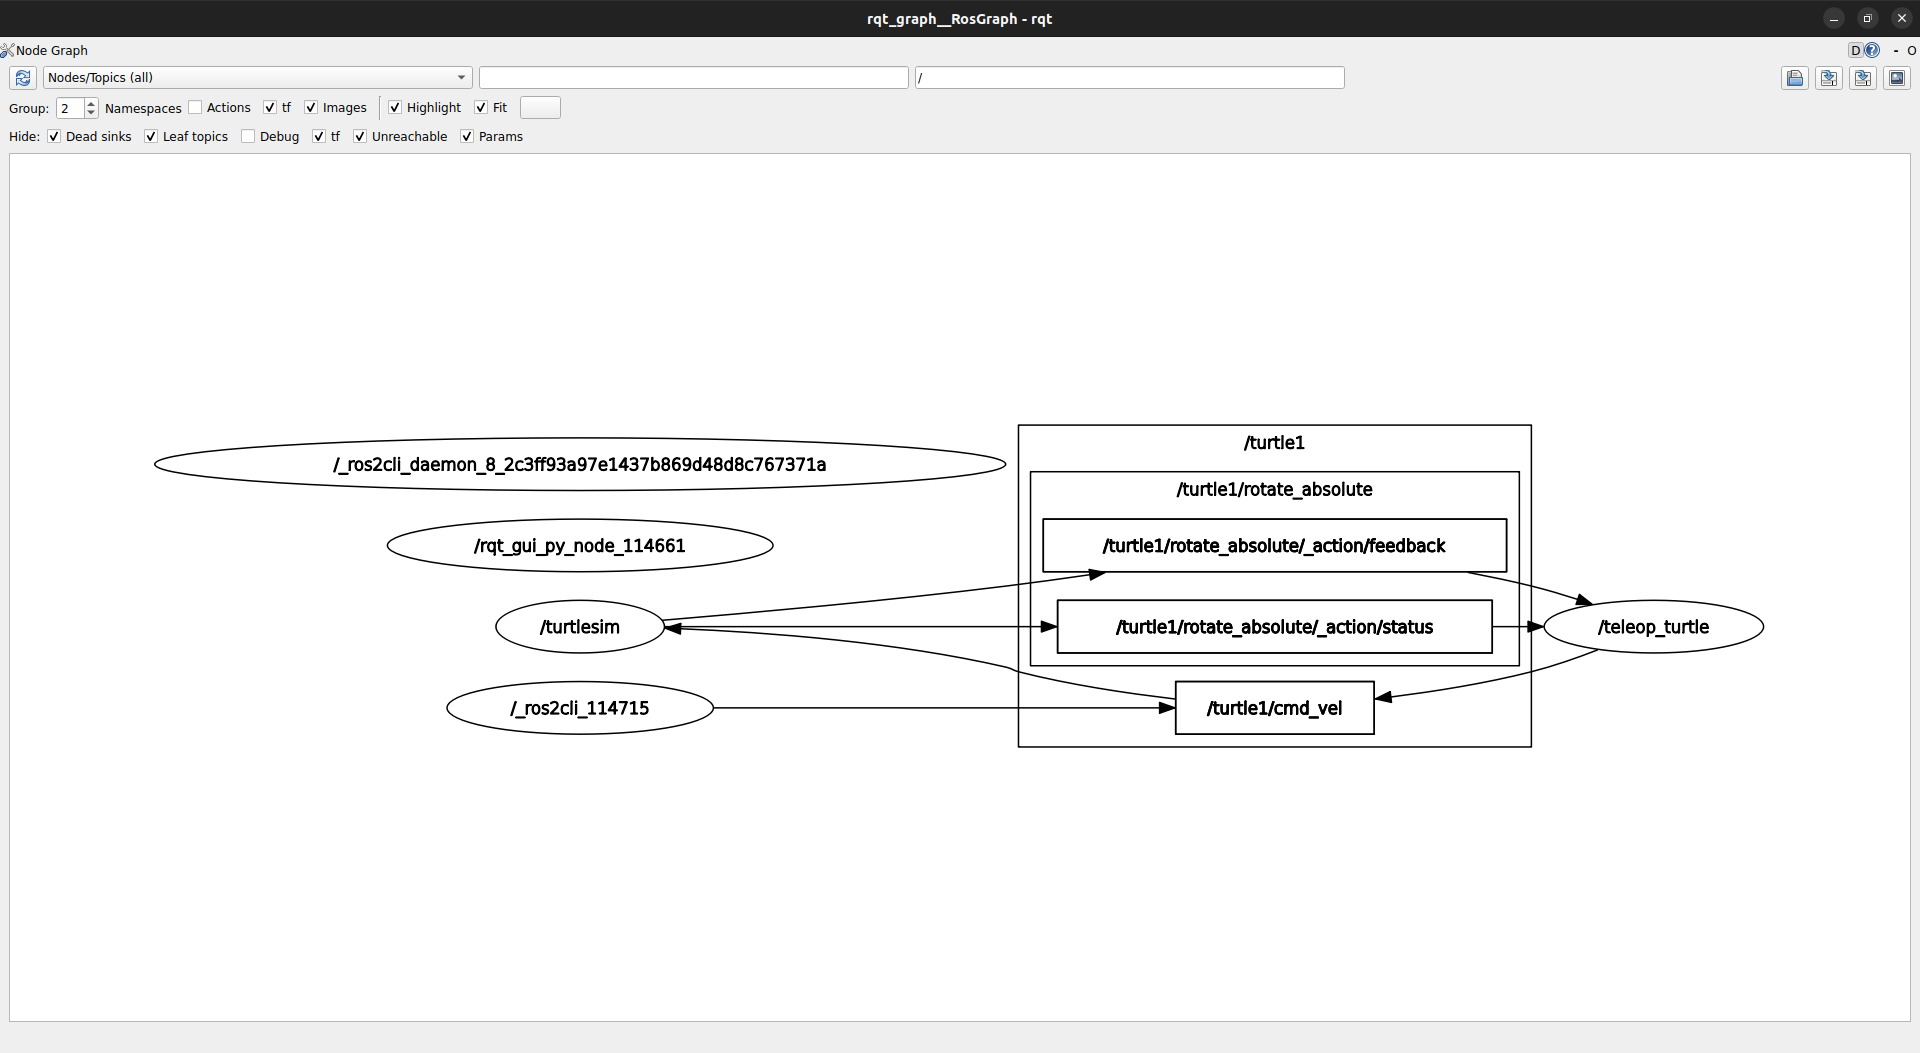 rqt_graph__RosGraph - rqt
Node Graph
D ? - O
Nodes/Topics (all)
/
Group: 2 Namespaces Actions tf Images Highlight Fit
Hide: Dead sinks Leaf topics Debug tf Unreachable Params
/turtle1
/_ros2cli_daemon_8_2c3ff93a97e1437b869d48d8c767371a
/turtle1/rotate_absolute
/rqt_gui_py_node_114661
/turtle1/rotate_absolute/_action/feedback
/turtlesim
/turtle1/rotate_absolute/_action/status
/teleop_turtle
/_ros2cli_114715
/turtle1/cmd_vel